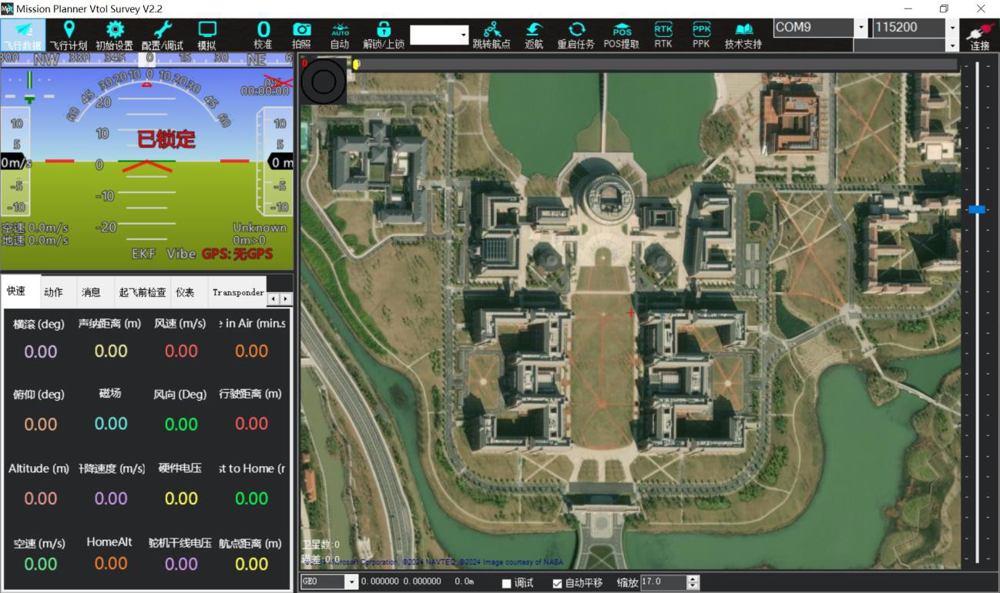 Mission Planner Vtol Survey V2.2
飞行数据 飞行计划 初始设置 配置/调试 模拟 校准 拍照 自动 解锁/上锁 跳转航点 返航 重启任务 POS提取 RTK PPK 技术支持 COM9 115200 连接
AUTO POS RTK PPK
NW 330 345 0 15 30 NE
0%
00:00:00
60 45 30 20 10 0 10 20 30 45 60
20
10 10 10
已锁定
5 5
0m/s 0 0 m
-5 -5
-10 -10 -10
空速 0.0m/s -20 Unknown
地速 0.0m/s 0m>0
EKF Vibe GPS: 无GPS
快速 动作 消息 起飞前检查 仪表 Transponder
横滚 (deg) 声纳距离 (m) 风速 (m/s) e in Air (min.s
0.00 0.00 0.00 0.00
俯仰 (deg) 磁场 风向 (Deg) 行驶距离 (m)
0.00 0.00 0.00 0.00
Altitude (m) 升降速度 (m/s) 硬件电压 st to Home (r
0.00 0.00 0.00 0.00
空速 (m/s) HomeAlt 舵机干线电压 航点距离 (m)
0.00 0.00 0.00 0.00
0
卫星数:0
误差:0.0
Microsoft Corporation, ©2024 NAVTEQ, ©2024 Image courtesy of NASA
GEO 0.000000 0.000000 0.0m 调试 自动平移 缩放 17.0